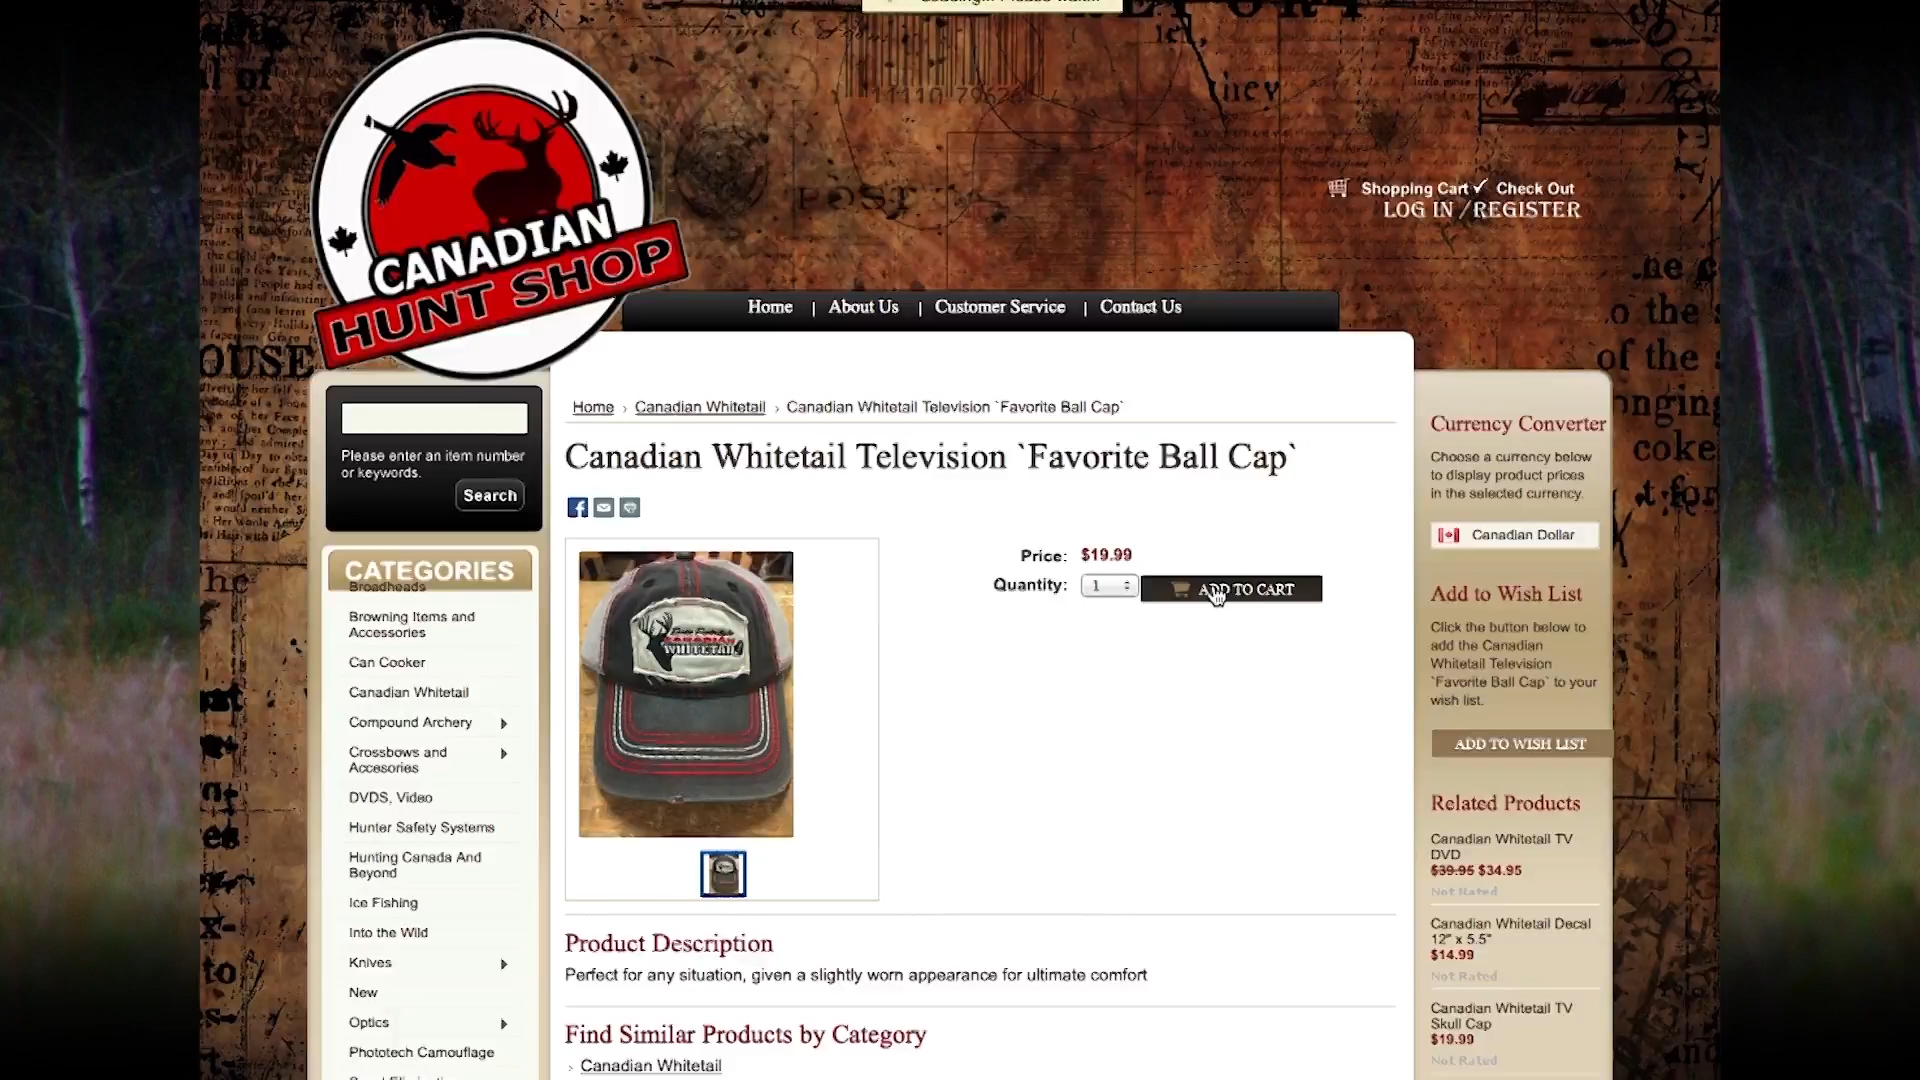 CANADIAN
HUNT SHOP
they
POST
Shopping Cart Check Out
LOG IN / REGISTER
Home | About Us | Customer Service | Contact Us
Please enter an item number
or keywords.
Search
CATEGORIES
Broadheads
Browning Items and
Accessories
Can Cooker
Canadian Whitetail
Compound Archery
Crossbows and
Accesories
DVDS, Video
Hunter Safety Systems
Hunting Canada And
Beyond
Ice Fishing
Into the Wild
Knives
New
Optics
Phototech Camouflage
Home › Canadian Whitetail › Canadian Whitetail Television `Favorite Ball Cap`
Canadian Whitetail Television `Favorite Ball Cap`
CANADIAN
WHITETAIL
Price: $19.99
Quantity: 1 ADD TO CART
Product Description
Perfect for any situation, given a slightly worn appearance for ultimate comfort
Find Similar Products by Category
Canadian Whitetail
Currency Converter
Choose a currency below
to display product prices
in the selected currency.
Canadian Dollar
Add to Wish List
Click the button below to
add the Canadian
Whitetail Television
`Favorite Ball Cap` to your
wish list.
ADD TO WISH LIST
Related Products
Canadian Whitetail TV
DVD
$39.95 $34.95
Not Rated
Canadian Whitetail Decal
12" x 5.5"
$14.99
Not Rated
Canadian Whitetail TV
Skull Cap
$19.99
Not Rated